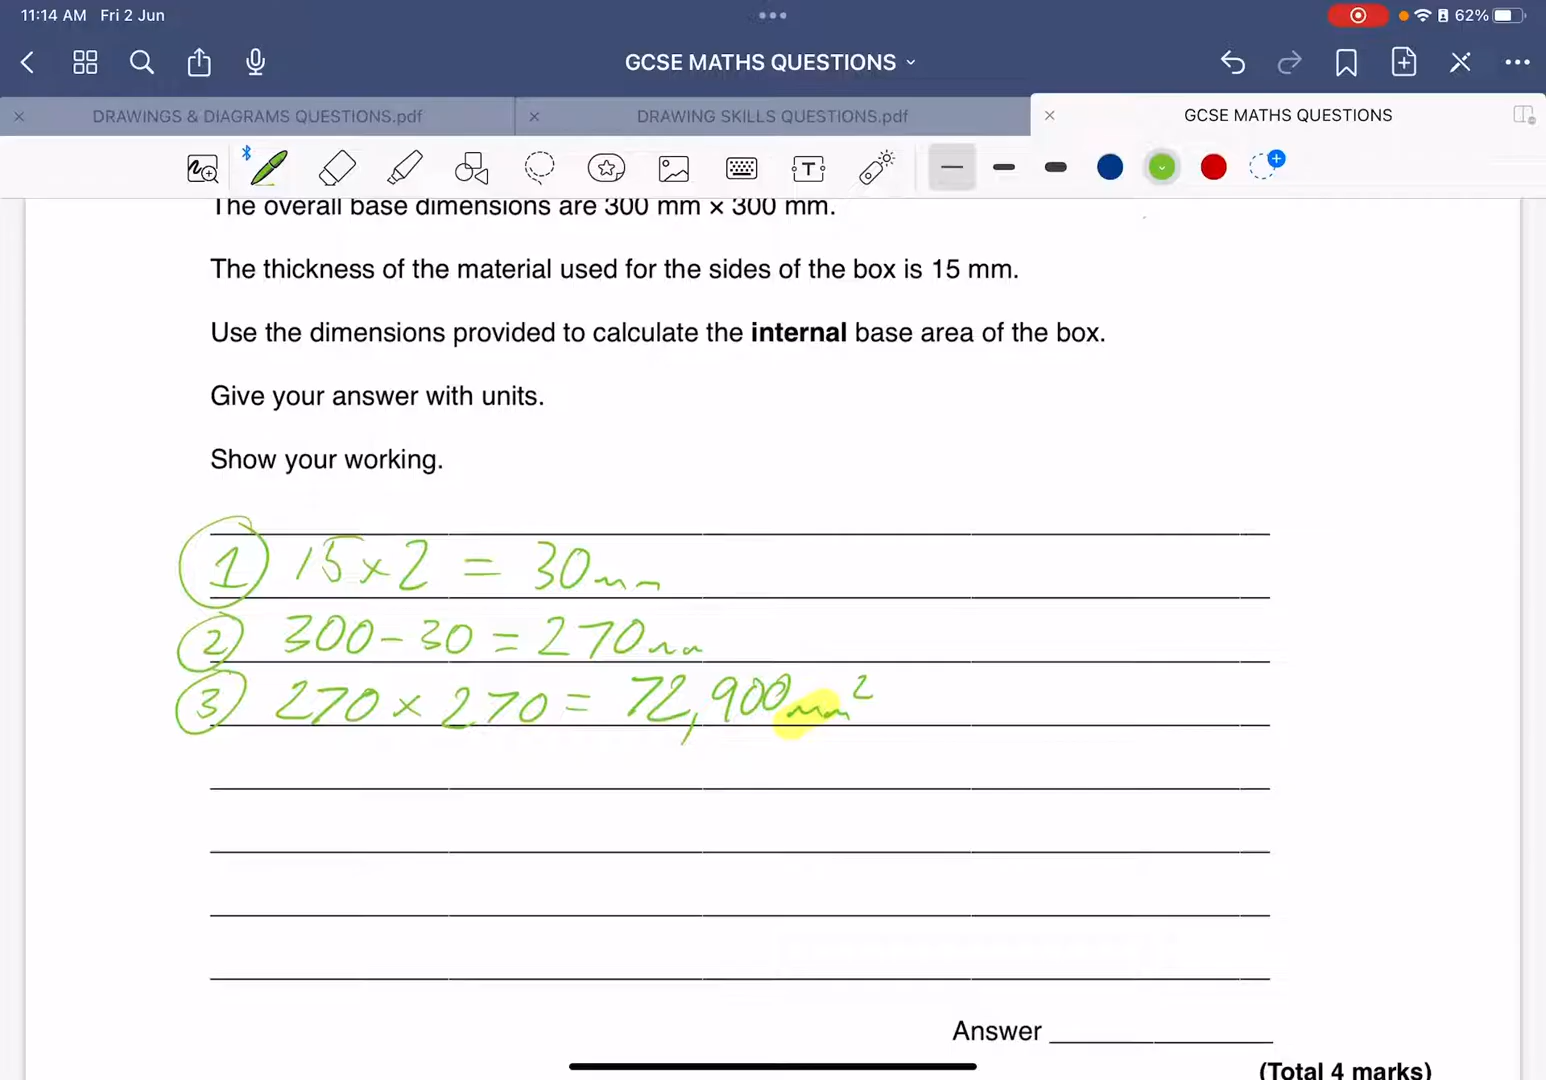 11:14 AM Fri 2 Jun
62%
GCSE MATHS QUESTIONS
DRAWINGS & DIAGRAMS QUESTIONS.pdf
DRAWING SKILLS QUESTIONS.pdf
GCSE MATHS QUESTIONS
The overall base dimensions are 300 mm × 300 mm.
The thickness of the material used for the sides of the box is 15 mm.
Use the dimensions provided to calculate the internal base area of the box.
Give your answer with units.
Show your working.
1 15 × 2 = 30mm
2 300 - 30 = 270mm
3 270 × 270 = 72,900mm²
Answer
(Total 4 marks)